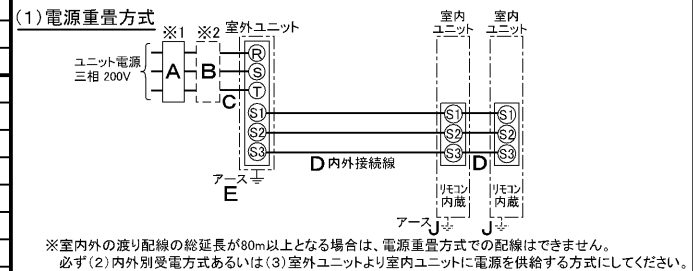 (1)電源重畳方式
※1 ※2 室外ユニット 室内ユニット 室内ユニット
ユニット電源
三相 200V
A
B
C
R
S
T
S1 S1 S1
S2 S2 S2
S3 S3 S3
D 内外接続線 D
アース
E
リモコン内蔵 リモコン内蔵
アース J J
※室内外の渡り配線の総延長が80m以上となる場合は、電源重畳方式での配線はできません。
必ず(2)内外別受電方式あるいは(3)室外ユニットより室内ユニットに電源を供給する方式にしてください。